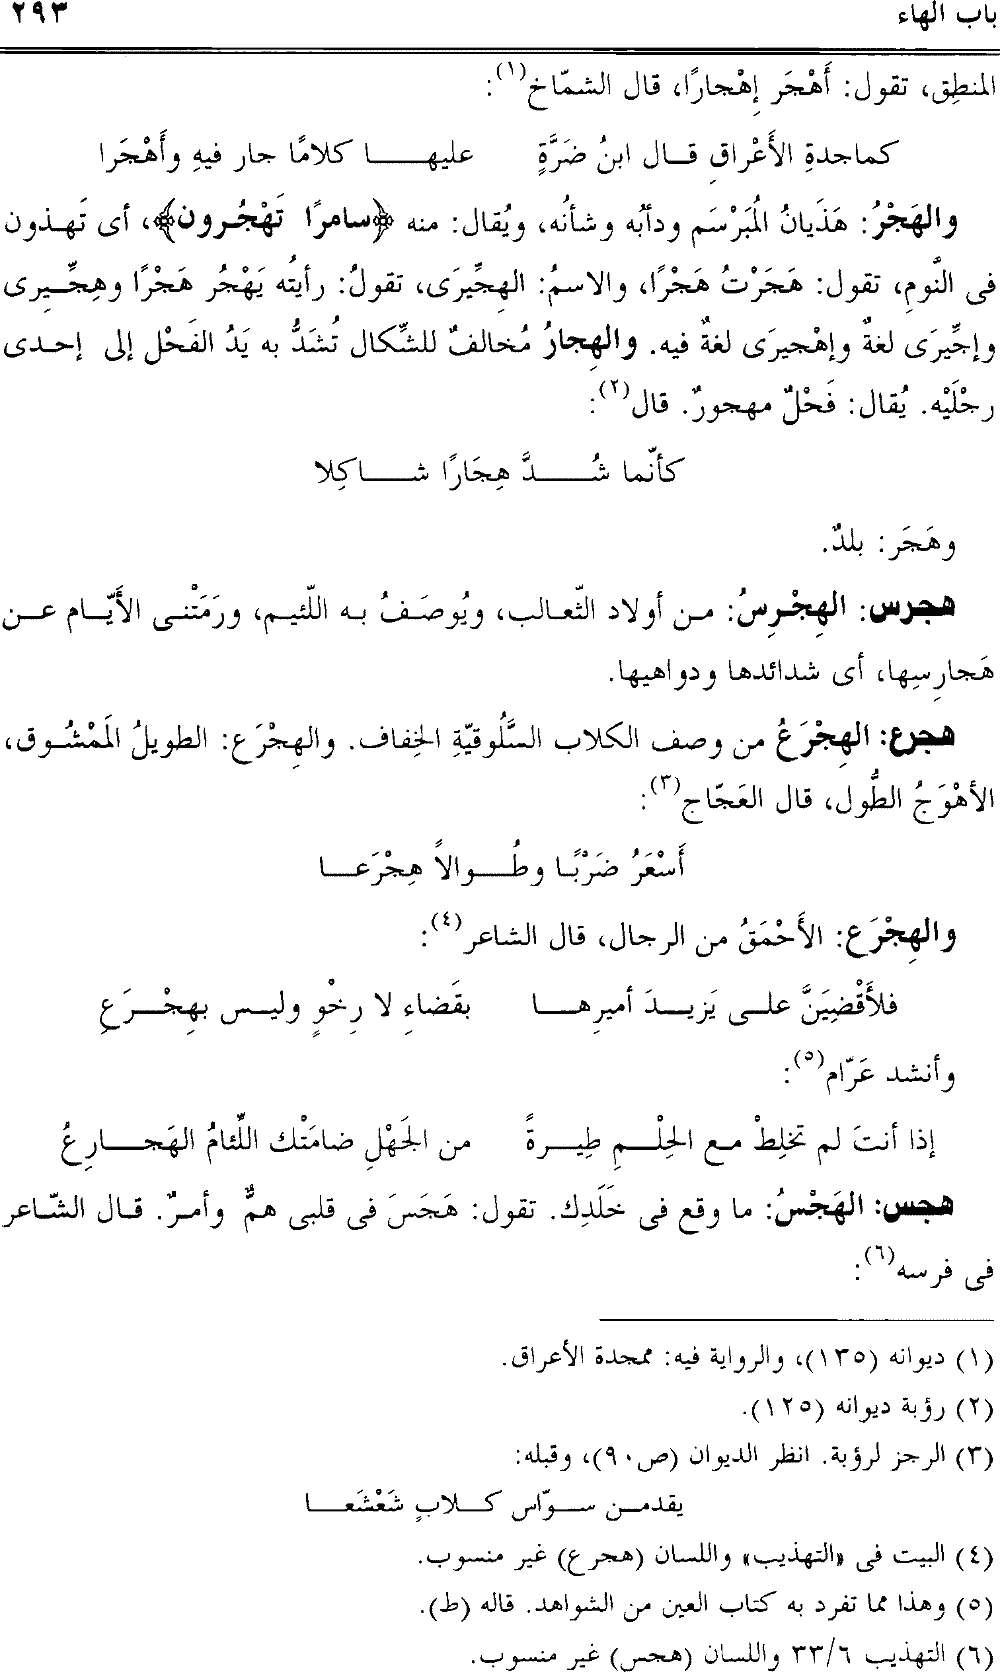 باب الهاء ٢٩٣
المنطِق، تقول: أَهْجَر إِهْجارًا، قال الشمّاخ(١):
كماجدةِ الأَعْراقِ قال ابنُ ضَرَّةٍ عليها كلامًا جار فيهِ وأَهْجَرا
والهَجْرُ: هَذَيانُ المُبَرْسَم ودأبُه وشأنُه، ويُقال: منه ﴿سامرًا تَهْجُرون﴾، أى تَهذون
فى النَّومِ، تقول: هَجَرْتُ هَجْرًا، والاسمُ: الهِجِّيرَى، تقولُ: رأيتُه يَهْجُر هَجْرًا وهِجِّيرى
وإجِّيرَى لغةٌ وإهْجيرَى لغةٌ فيه. والهِجارُ مُخالفٌ للشِّكال تُشَدُّ به يَدُ الفَحْل إلى إحدى
رجْلَيْه. يُقال: فَحْلٌ مهجورٌ. قال(٢):
كأنّما شُدَّ هِجَارًا شاكِلا
وهَجَر: بلدٌ.
هجرس: الهِجْرِسُ: من أولاد الثّعالب، ويُوصَفُ به اللّئيم، ورَمَتْنى الأَيّام عن
هَجارِسِها، أى شدائدها ودواهيها.
هجرع: الهِجْرَعُ من وصف الكلاب السَّلُوقيّةِ الخِفاف. والهِجْرَع: الطويلُ المَمْشُوق،
الأهْوَجُ الطُّول، قال العَجّاج(٣):
أَسْعَرُ ضَرْبًا وطُوالاً هِجْرَعا
والهِجْرَع: الأَحْمَقُ من الرجال، قال الشاعر(٤):
فلأَقْضِيَنَّ على يَزيدَ أميرِها بقَضاءِ لا رِخْوٍ وليس بهِجْرَعِ
وأنشد عَرّام(٥):
إذا أنتَ لم تخلِطْ مع الحِلْمِ طِيرةً من الجَهْلِ ضامَتْك اللّئامُ الهَجارِعُ
هجس: الهَجْسُ: ما وقع فى خَلَدِك. تقول: هَجَسَ فى قلبى همٌّ وأمرٌ. قال الشّاعر
فى فرسه(٦):
(١) ديوانه (١٣٥)، والرواية فيه: ممجدة الأعراق.
(٢) رؤبة ديوانه (١٢٥).
(٣) الرجز لرؤبة. انظر الديوان (ص٩٠)، وقبله:
يقدمن سوّاس كلابٍ شَعْشَعا
(٤) البيت فى «التهذيب» واللسان (هجرع) غير منسوب.
(٥) وهذا مما تفرد به كتاب العين من الشواهد. قاله (ط).
(٦) التهذيب ٣٣/٦ واللسان (هجس) غير منسوب.